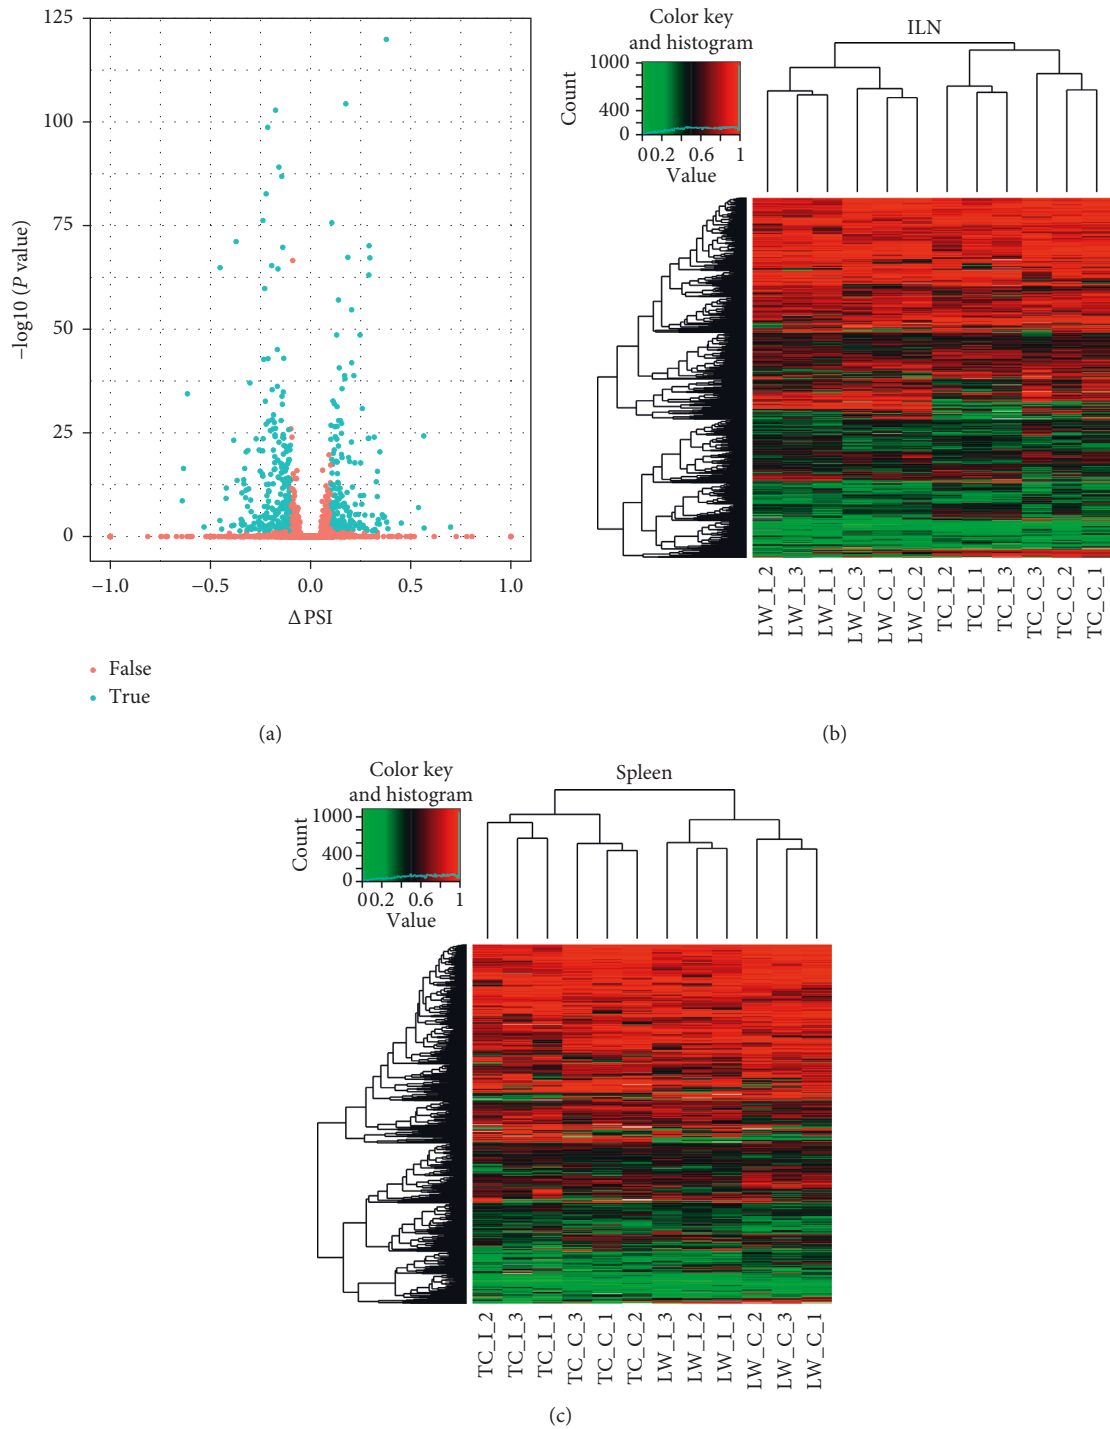 125
100
75
50
25
0
−log10 (P value)
−1.0
−0.5
0.0
0.5
1.0
Δ PSI
False
True
(a)
Color key
and histogram
1000
400
0
Count
0 0.2 0.6 1
Value
ILN
LW_I_2
LW_I_3
LW_I_1
LW_C_3
LW_C_1
LW_C_2
TC_I_2
TC_I_1
TC_I_3
TC_C_3
TC_C_2
TC_C_1
(b)
Color key
and histogram
1000
400
0
Count
0 0.2 0.6 1
Value
Spleen
TC_I_2
TC_I_3
TC_I_1
TC_C_3
TC_C_1
TC_C_2
LW_I_3
LW_I_2
LW_I_1
LW_C_2
LW_C_3
LW_C_1
(c)